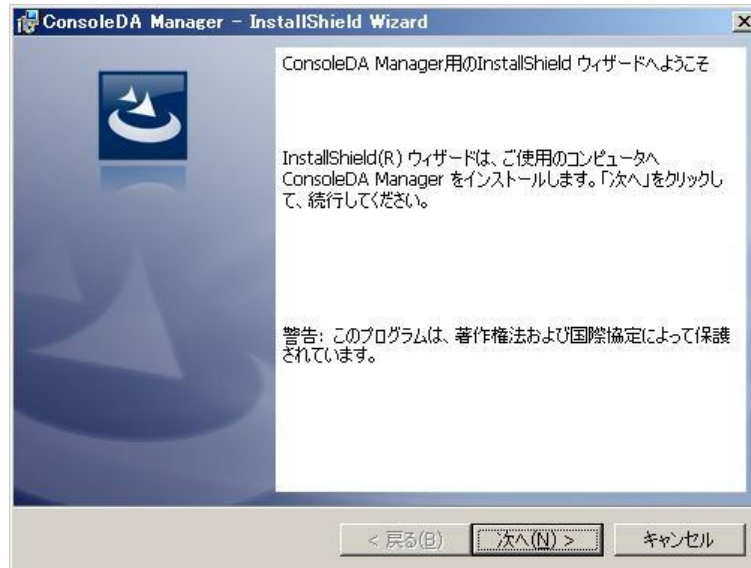 ConsoleDA Manager - InstallShield Wizard
ConsoleDA Manager用のInstallShield ウィザードへようこそ
InstallShield(R) ウィザードは、ご使用のコンピュータへ
ConsoleDA Manager をインストールします。「次へ」をクリックし
て、続行してください。
警告: このプログラムは、著作権法および国際協定によって保護
されています。
< 戻る(B)
次へ(N) >
キャンセル